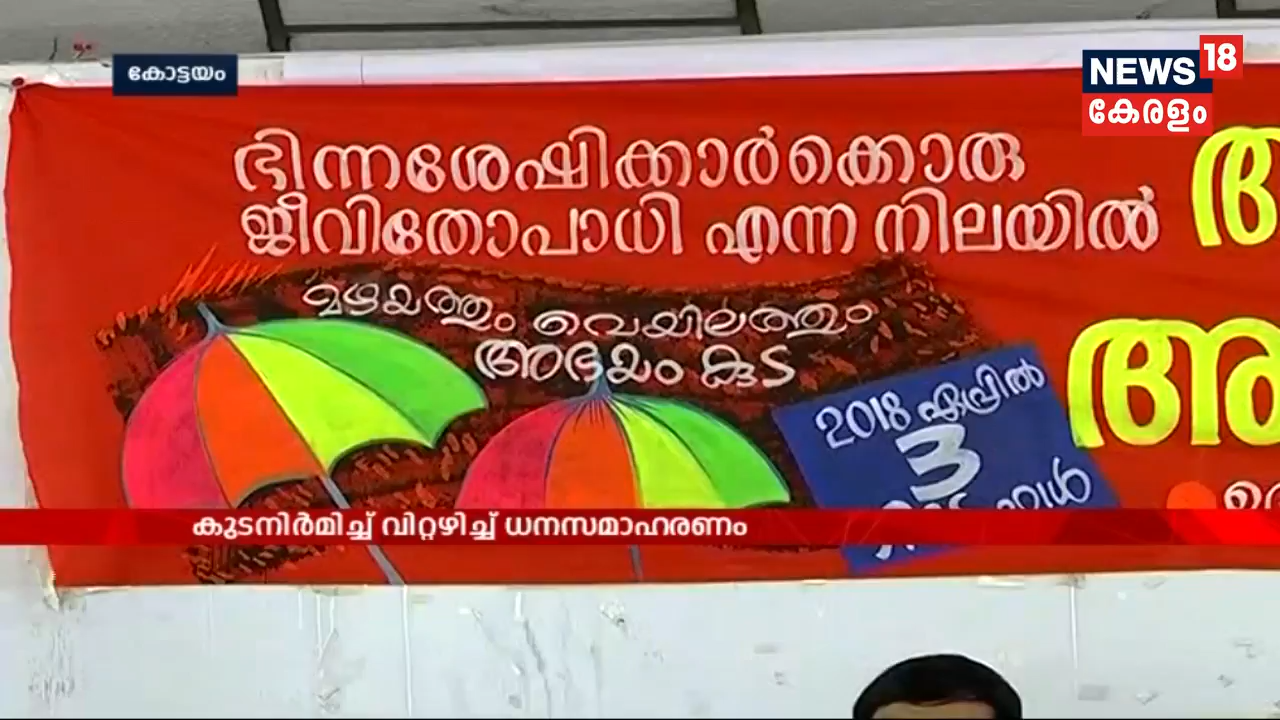 കോട്ടയം
NEWS 18
കേരളം
ഭിന്നശേഷിക്കാർക്കൊരു
ജീവിതോപാധി എന്ന നിലയിൽ
മഴയത്തും വെയിലത്തും
അഭയം കുട
2018 ഏപ്രിൽ
3
കുടനിർമിച്ച് വിറ്റഴിച്ച് ധനസമാഹരണം